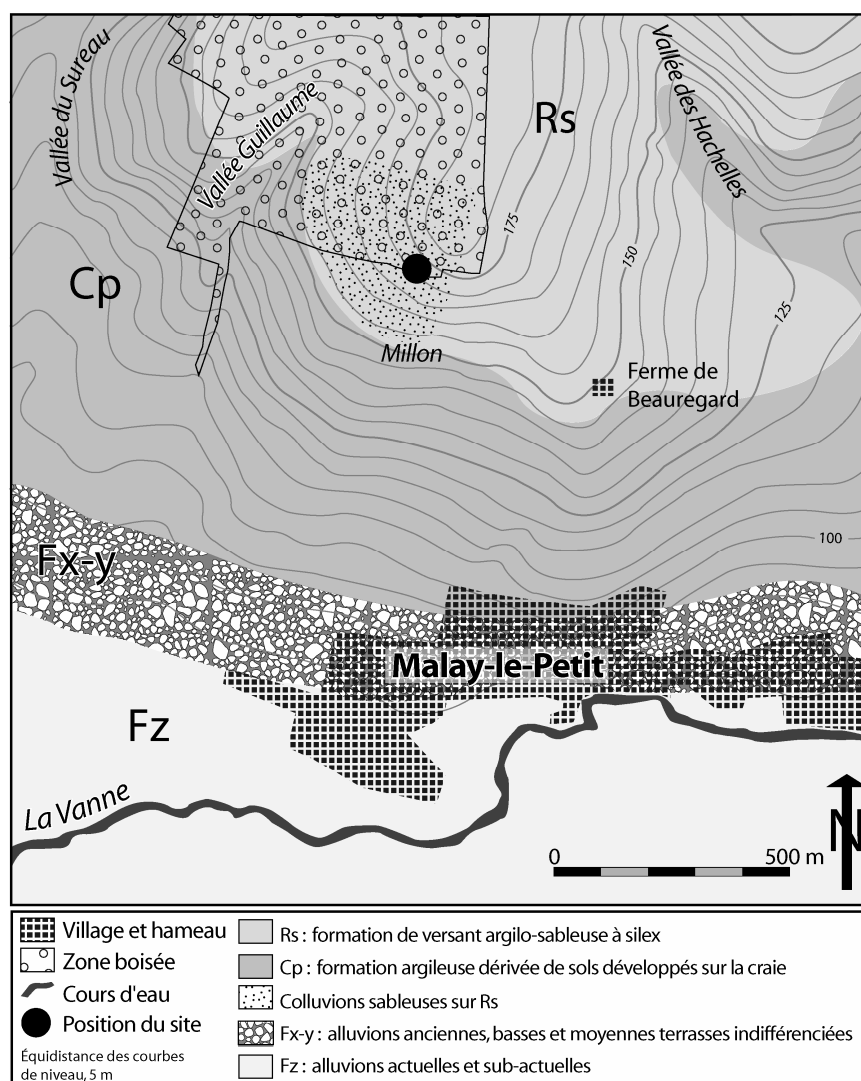 Vallée du Sureau
Vallée Guillaume
Vallée des Hachelles
Rs
175
150
Cp
125
Millon
Ferme de
Beauregard
100
Fx-y
Malay-le-Petit
Fz
La Vanne
N
0 500 m
Village et hameau
Zone boisée
Cours d'eau
Position du site
Équidistance des courbes
de niveau, 5 m
Rs : formation de versant argilo-sableuse à silex
Cp : formation argileuse dérivée de sols développés sur la craie
Colluvions sableuses sur Rs
Fx-y : alluvions anciennes, basses et moyennes terrasses indifférenciées
Fz : alluvions actuelles et sub-actuelles